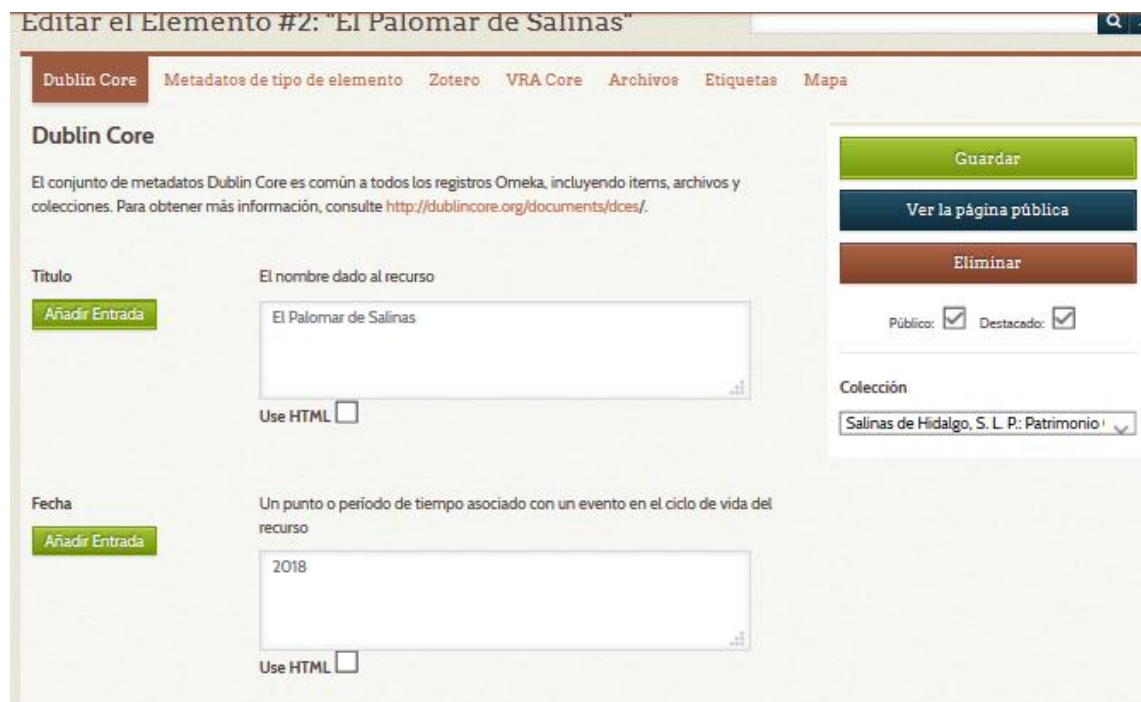 Editar el Elemento #2: "El Palomar de Salinas"
Dublin Core Metadatos de tipo de elemento Zotero VRA Core Archivos Etiquetas Mapa
Dublin Core
El conjunto de metadatos Dublin Core es común a todos los registros Omeka, incluyendo items, archivos y
colecciones. Para obtener más información, consulte http://dublincore.org/documents/dces/.
Título
El nombre dado al recurso
Añadir Entrada
El Palomar de Salinas
Use HTML
Fecha
Un punto o período de tiempo asociado con un evento en el ciclo de vida del
recurso
Añadir Entrada
2018
Use HTML
Guardar
Ver la página pública
Eliminar
Público: Destacado:
Colección
Salinas de Hidalgo, S. L. P.: Patrimonio